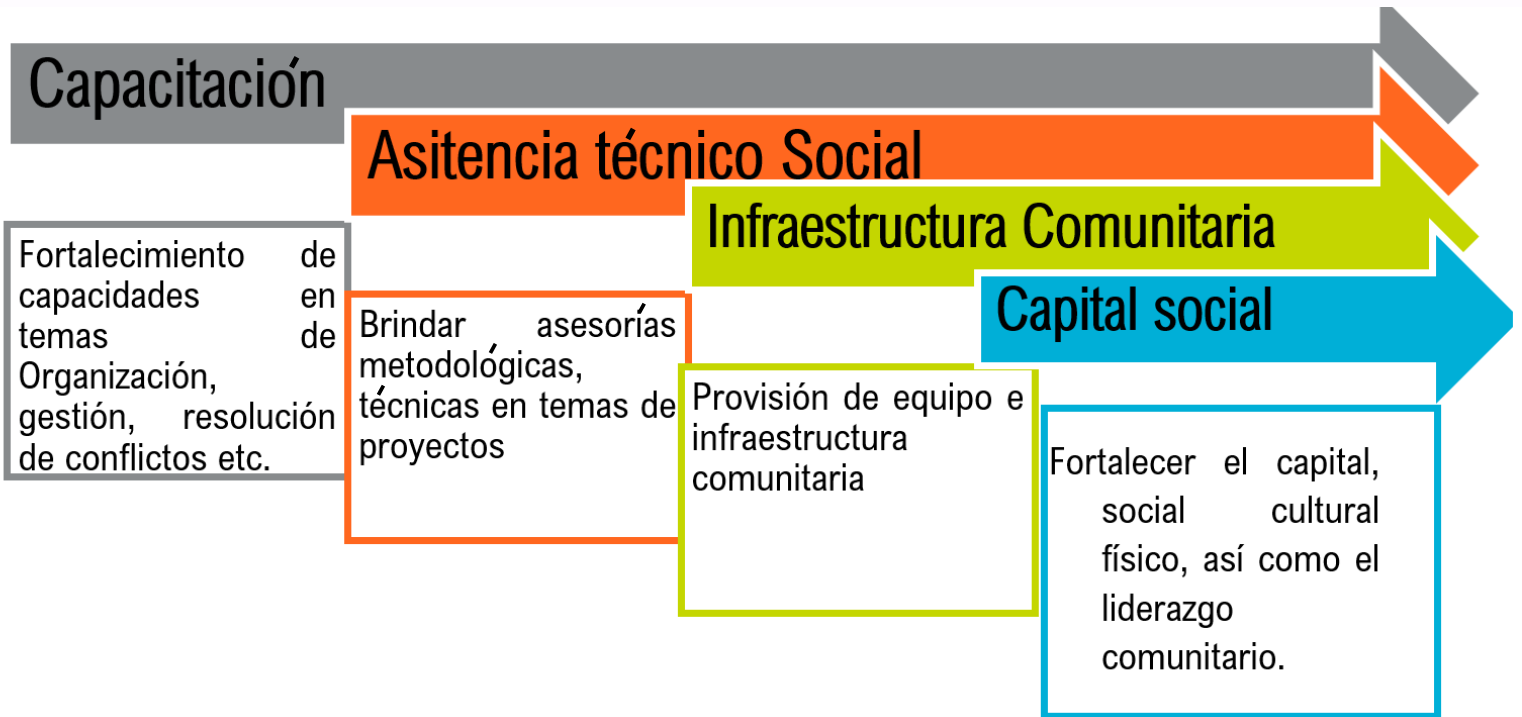 Capacitación
Asitencia técnico Social
Infraestructura Comunitaria
Capital social
Fortalecimiento de
capacidades en
temas de
Organización,
gestión, resolución
de conflictos etc.
Brindar asesorías
metodológicas,
técnicas en temas de
proyectos
Provisión de equipo e
infraestructura
comunitaria
Fortalecer el capital,
social cultural
físico, así como el
liderazgo
comunitario.